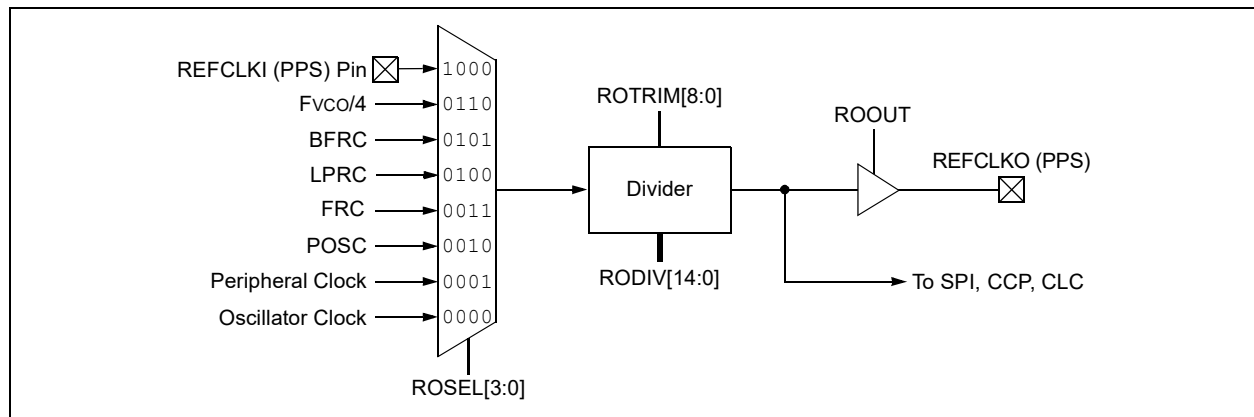 REFCLKI (PPS) Pin
1000
FVCO/4
0110
BFRC
0101
LPRC
0100
FRC
0011
POSC
0010
Peripheral Clock
0001
Oscillator Clock
0000
ROSEL[3:0]
ROTRIM[8:0]
Divider
RODIV[14:0]
ROOUT
REFCLKO (PPS)
To SPI, CCP, CLC